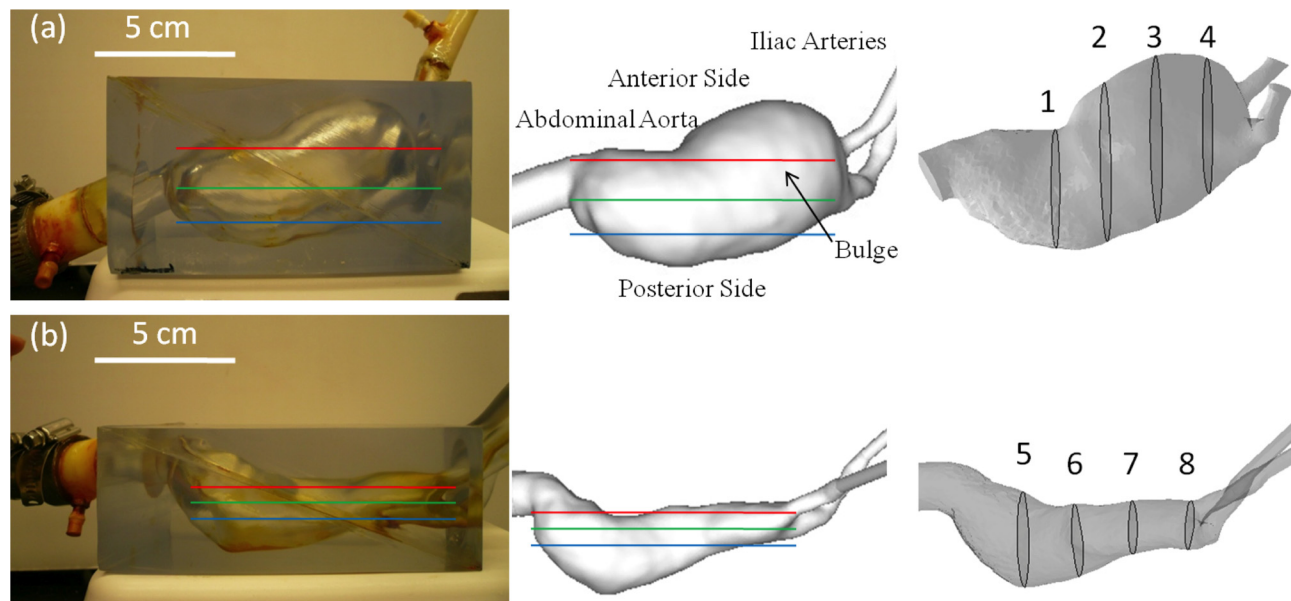 (a)
5 cm
Iliac Arteries
Anterior Side
Abdominal Aorta
Bulge
Posterior Side
1
2
3
4
(b)
5 cm
5
6
7
8